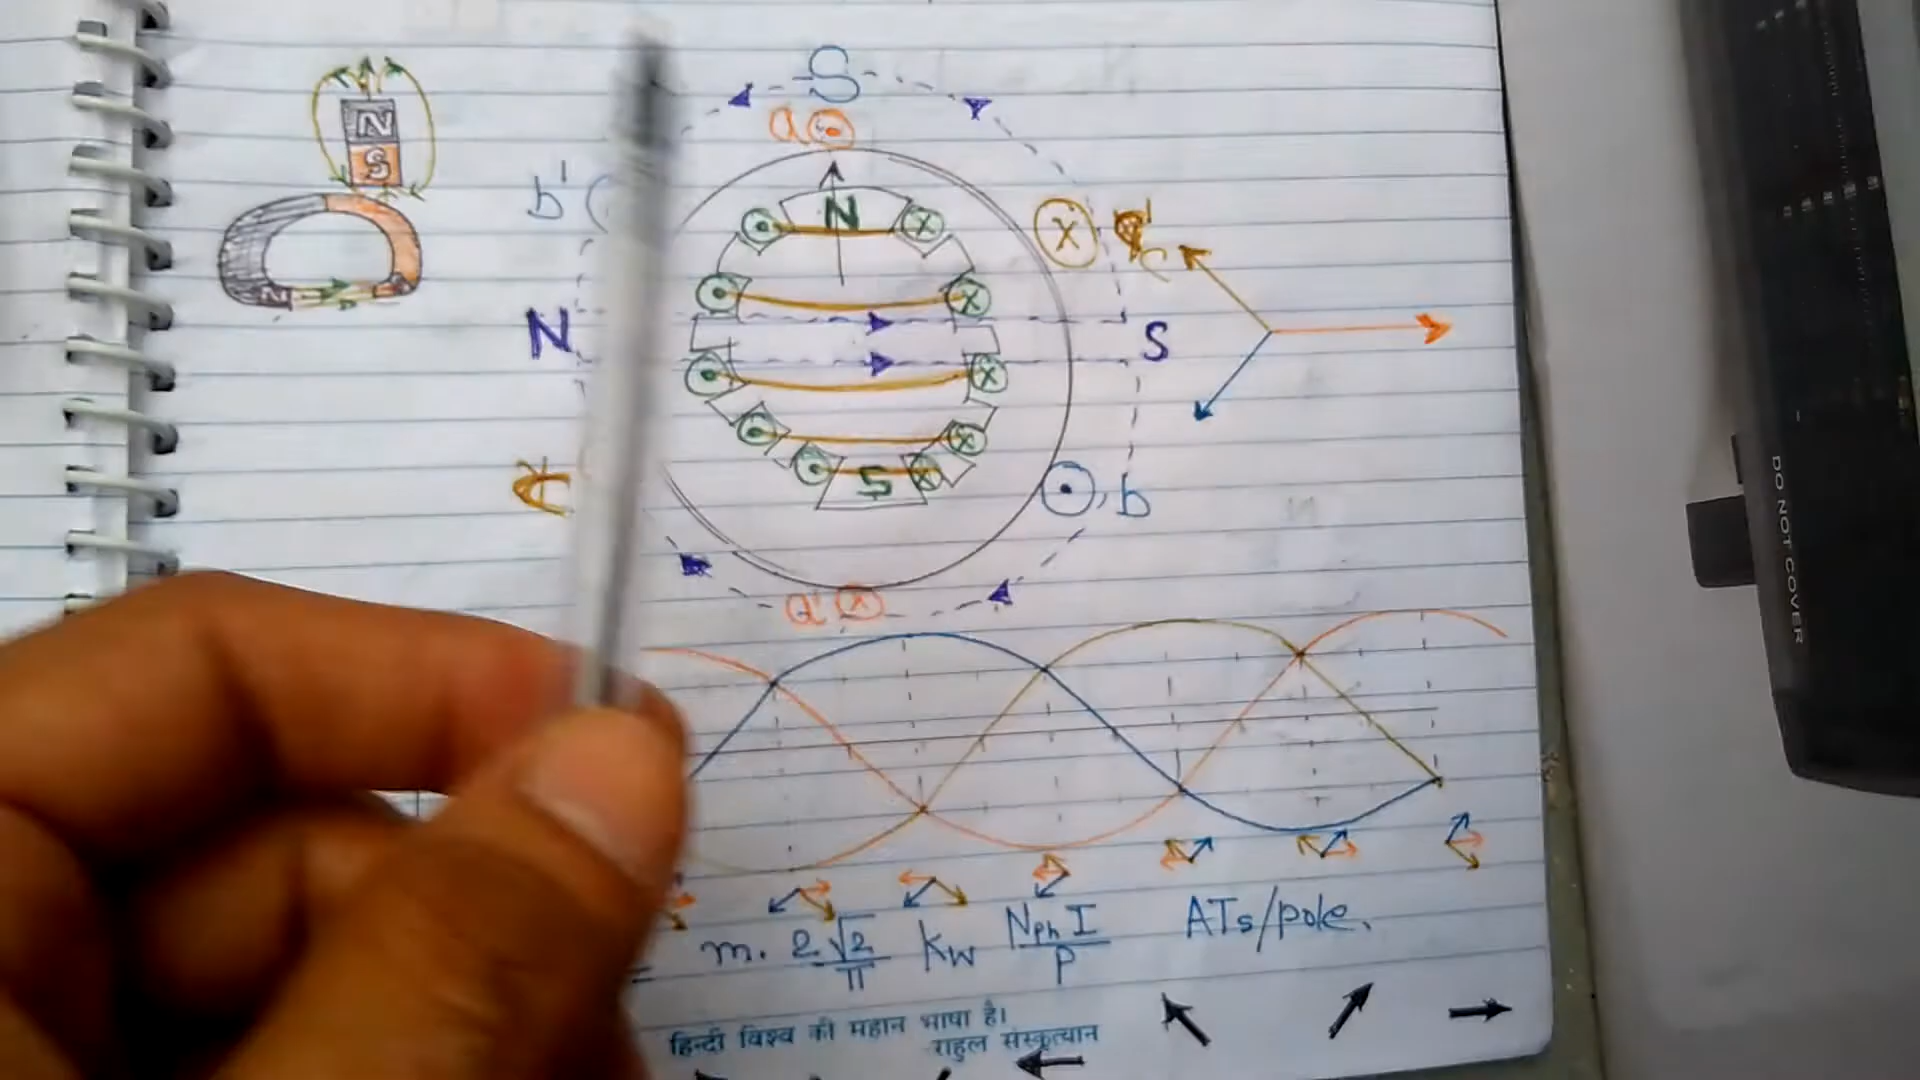 S
N
a
S
b'
N
c'
N
N
S
c
S
b
a'
= m. 2√2/π Kw Nph I/P ATs/pole.
हिन्दी विश्व की महान भाषा है।
राहुल संस्कृत्यान
DO NOT COVER